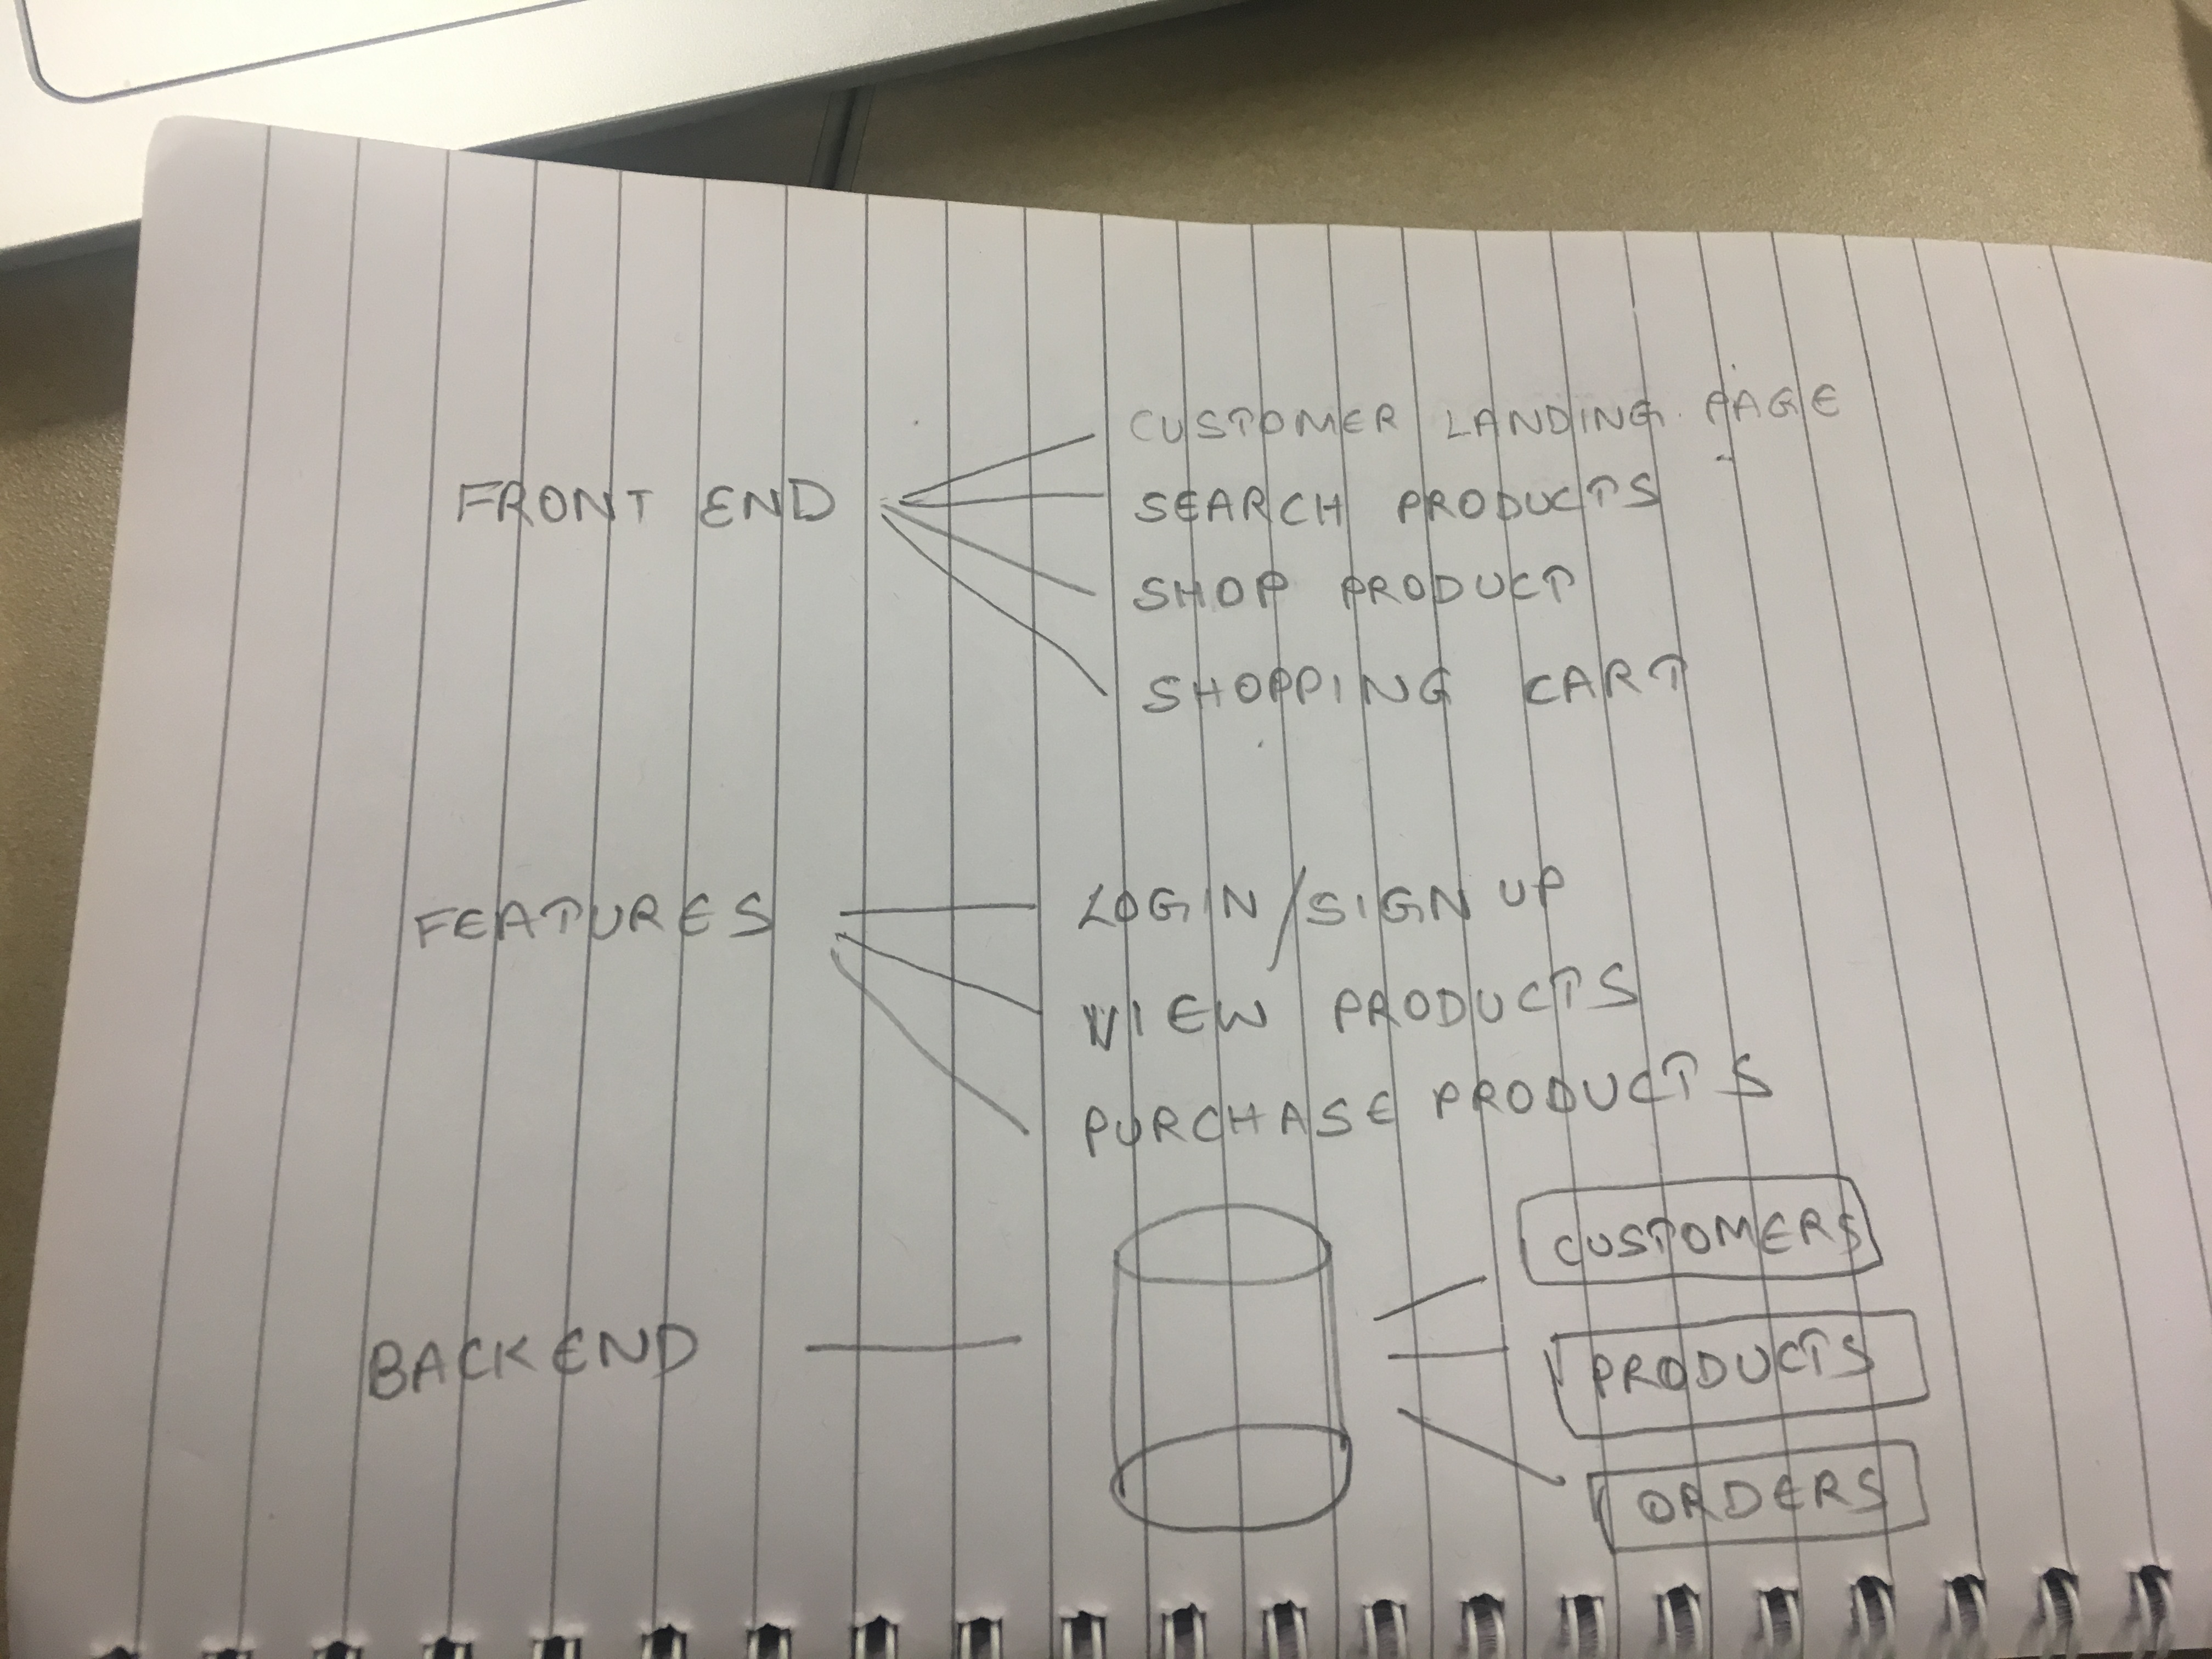 CUSTOMER LANDING PAGE
FRONT END
SEARCH PRODUCTS
SHOP PRODUCT
SHOPPING CART
FEATURES
LOGIN/SIGN UP
VIEW PRODUCTS
PURCHASE PRODUCTS
BACKEND
CUSTOMERS
PRODUCTS
ORDERS